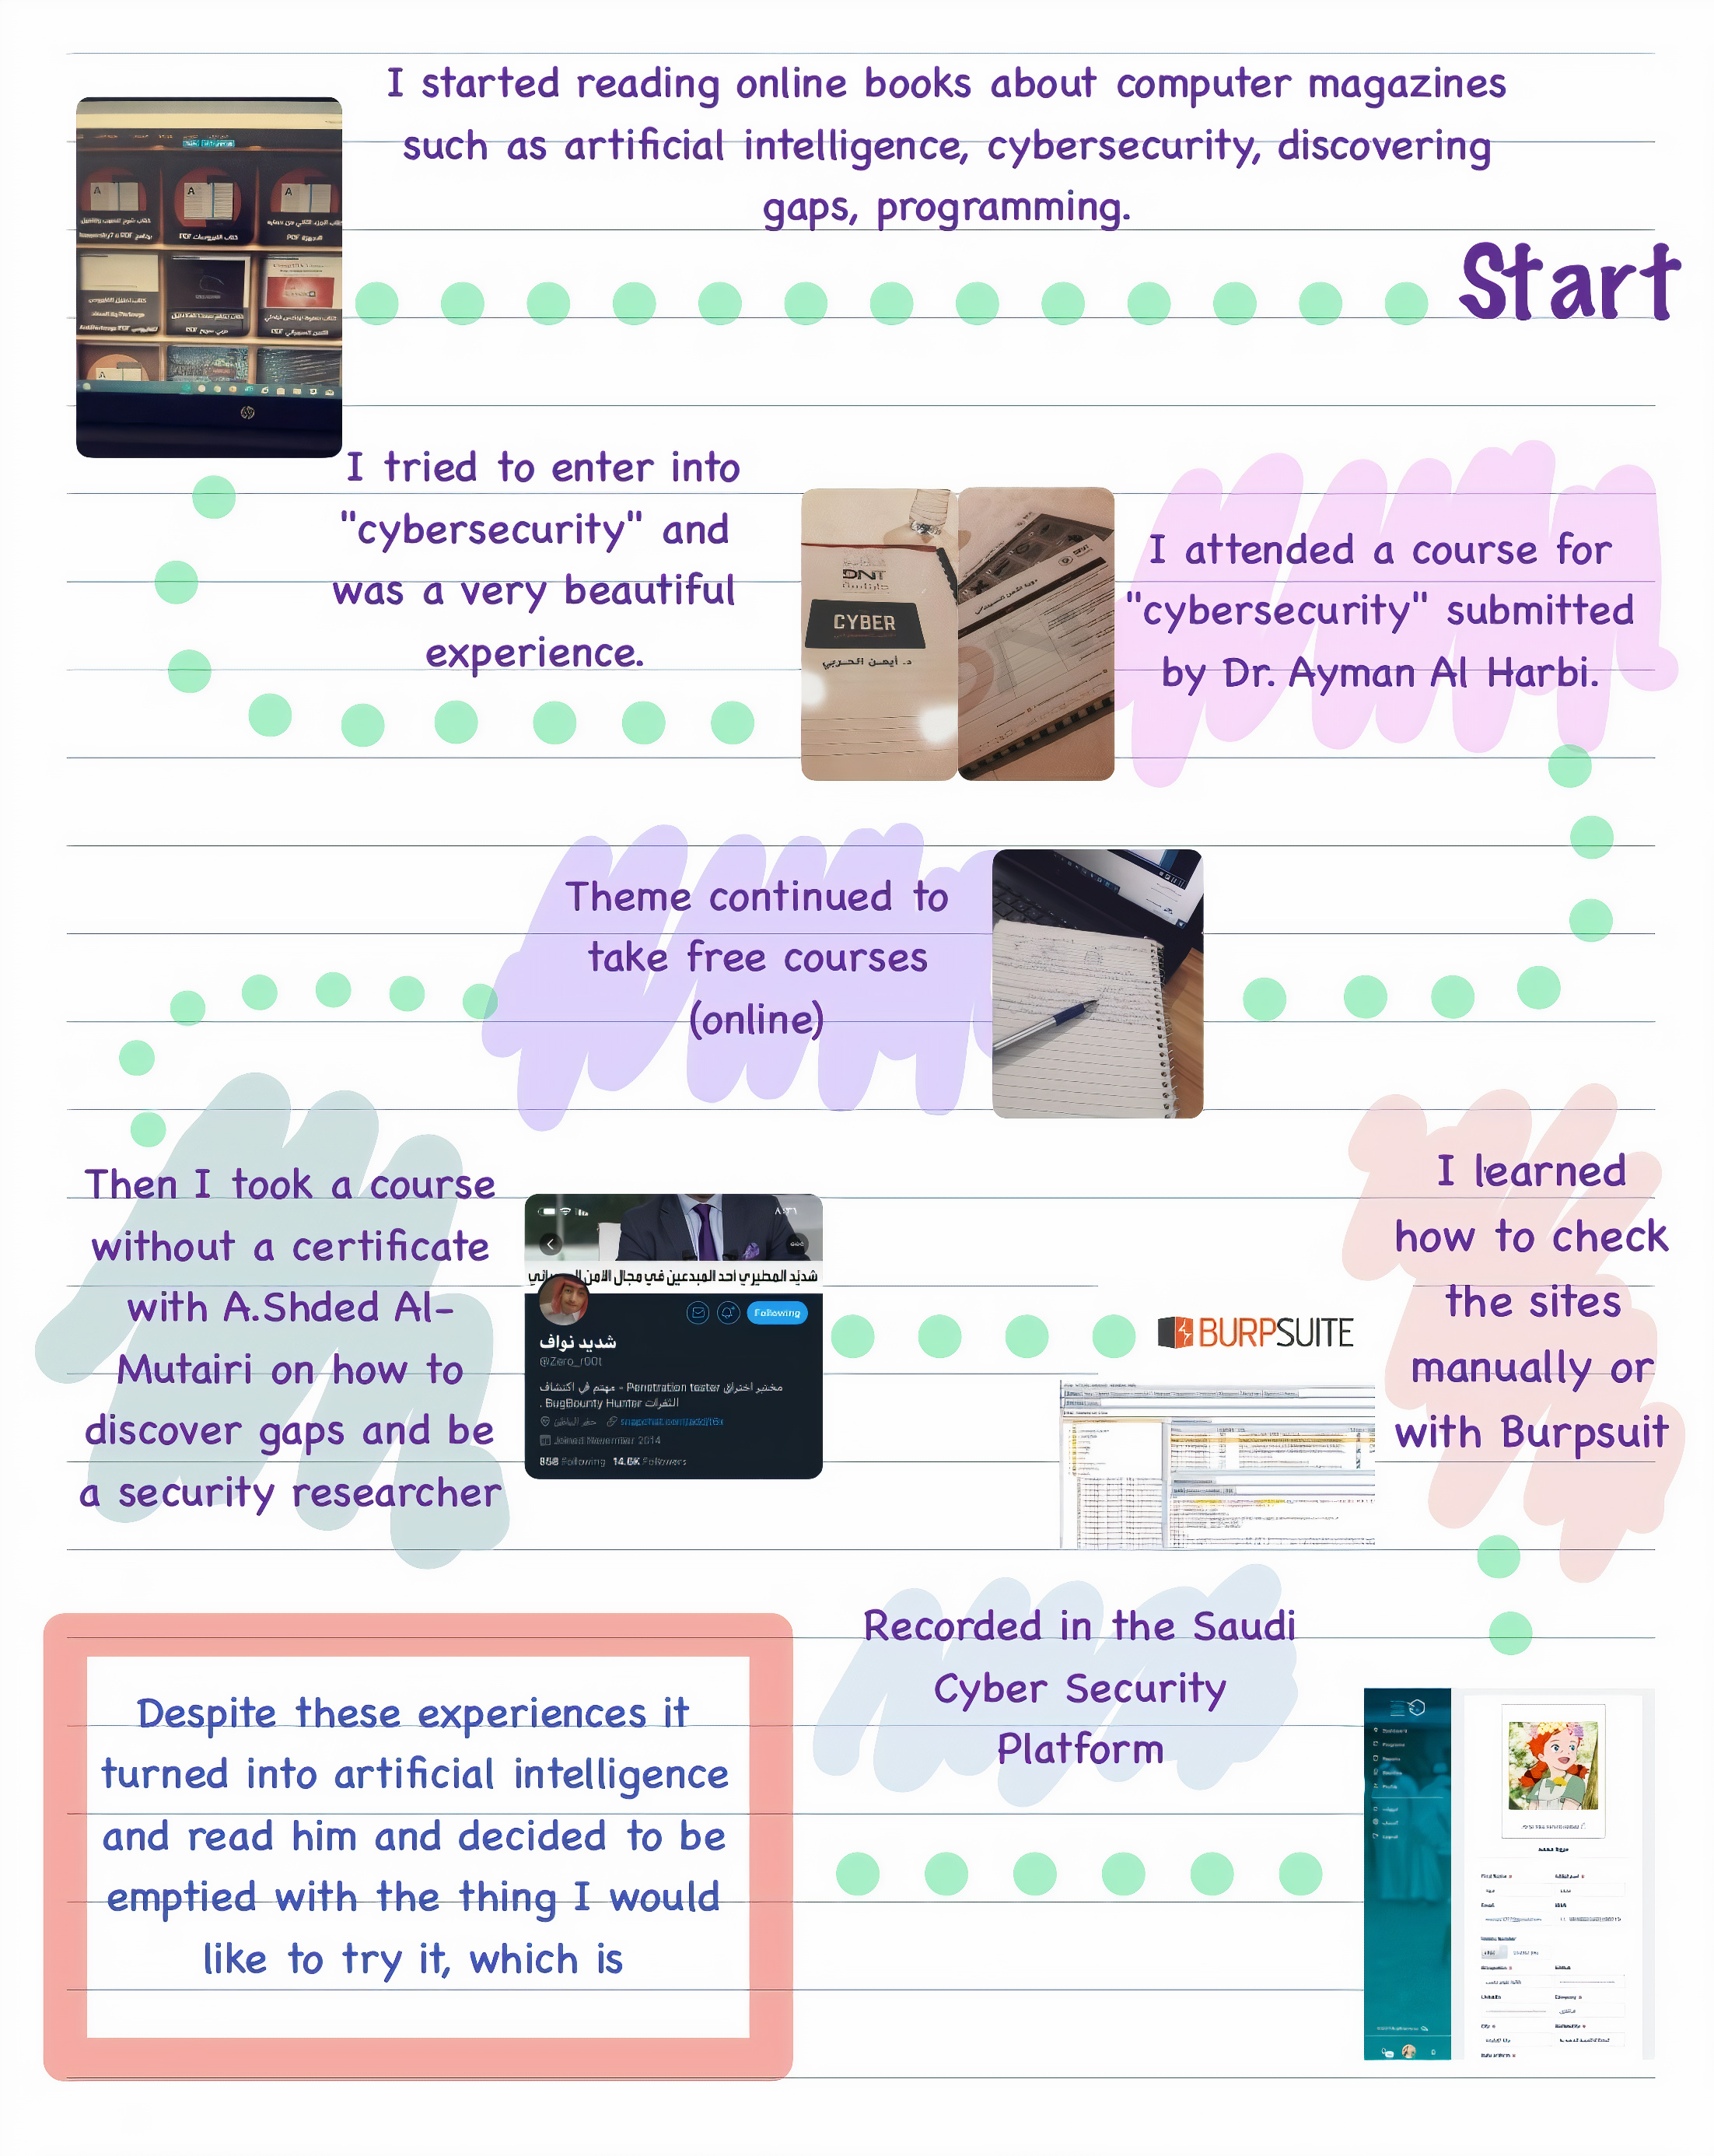 I started reading online books about computer magazines
such as artificial intelligence, cybersecurity, discovering
gaps, programming.
Start
I tried to enter into
"cybersecurity" and
was a very beautiful
experience.
DNT
CYBER
د. أيمن الحربي
I attended a course for
"cybersecurity" submitted
by Dr. Ayman Al Harbi.
Theme continued to
take free courses
(online)
Then I took a course
without a certificate
with A.Shded Al-
Mutairi on how to
discover gaps and be
a security researcher
٨:٣٦
شديد المطيري احد المبدعين في مجال الامن
Following
شديد نواف
@Zero_r00t
مختبر اختراق Penetration tester - مهتم في اكتشاف
الثغرات BugBounty Hunter .
Joined November 2014
858 Following 14.6K Followers
BURPSUITE
I learned
how to check
the sites
manually or
with Burpsuit
Recorded in the Saudi
Cyber Security
Platform
Despite these experiences it
turned into artificial intelligence
and read him and decided to be
emptied with the thing I would
like to try it, which is